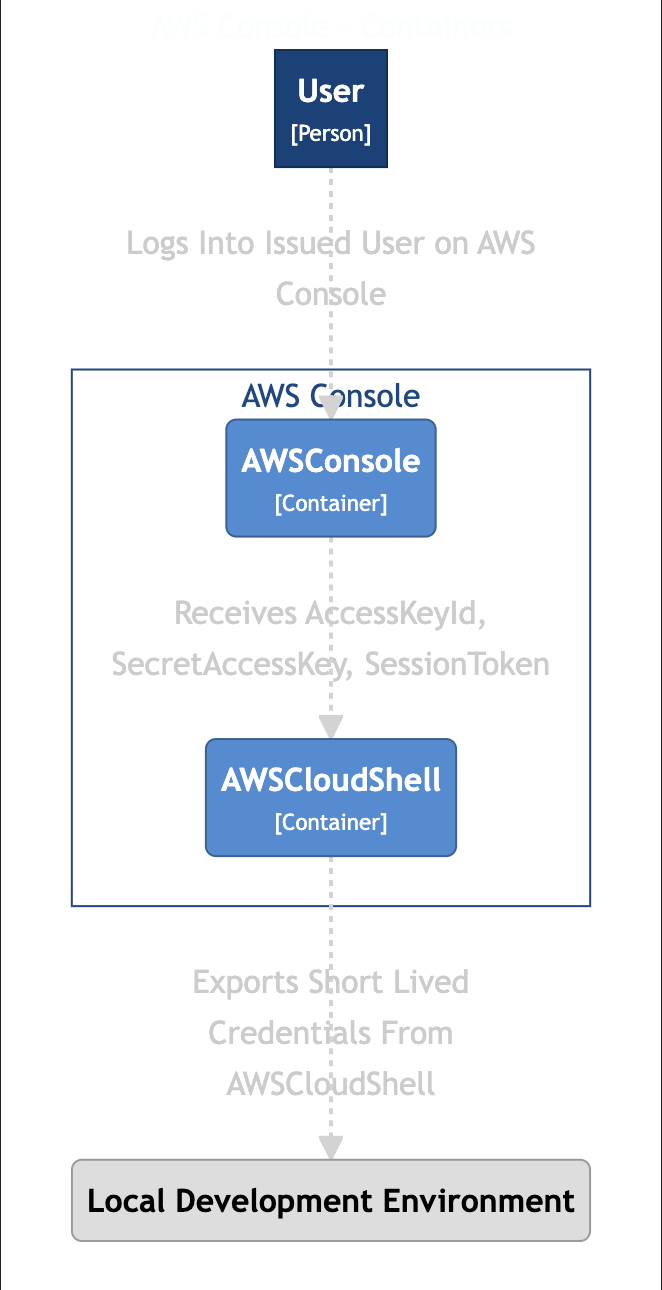 AWS Console Containers
User
[Person]
Logs Into Issued User on AWS
Console
AWS Console
AWSConsole
[Container]
Receives AccessKeyId,
SecretAccessKey, SessionToken
AWSCloudShell
[Container]
Exports Short Lived
Credentials From
AWSCloudShell
Local Development Environment